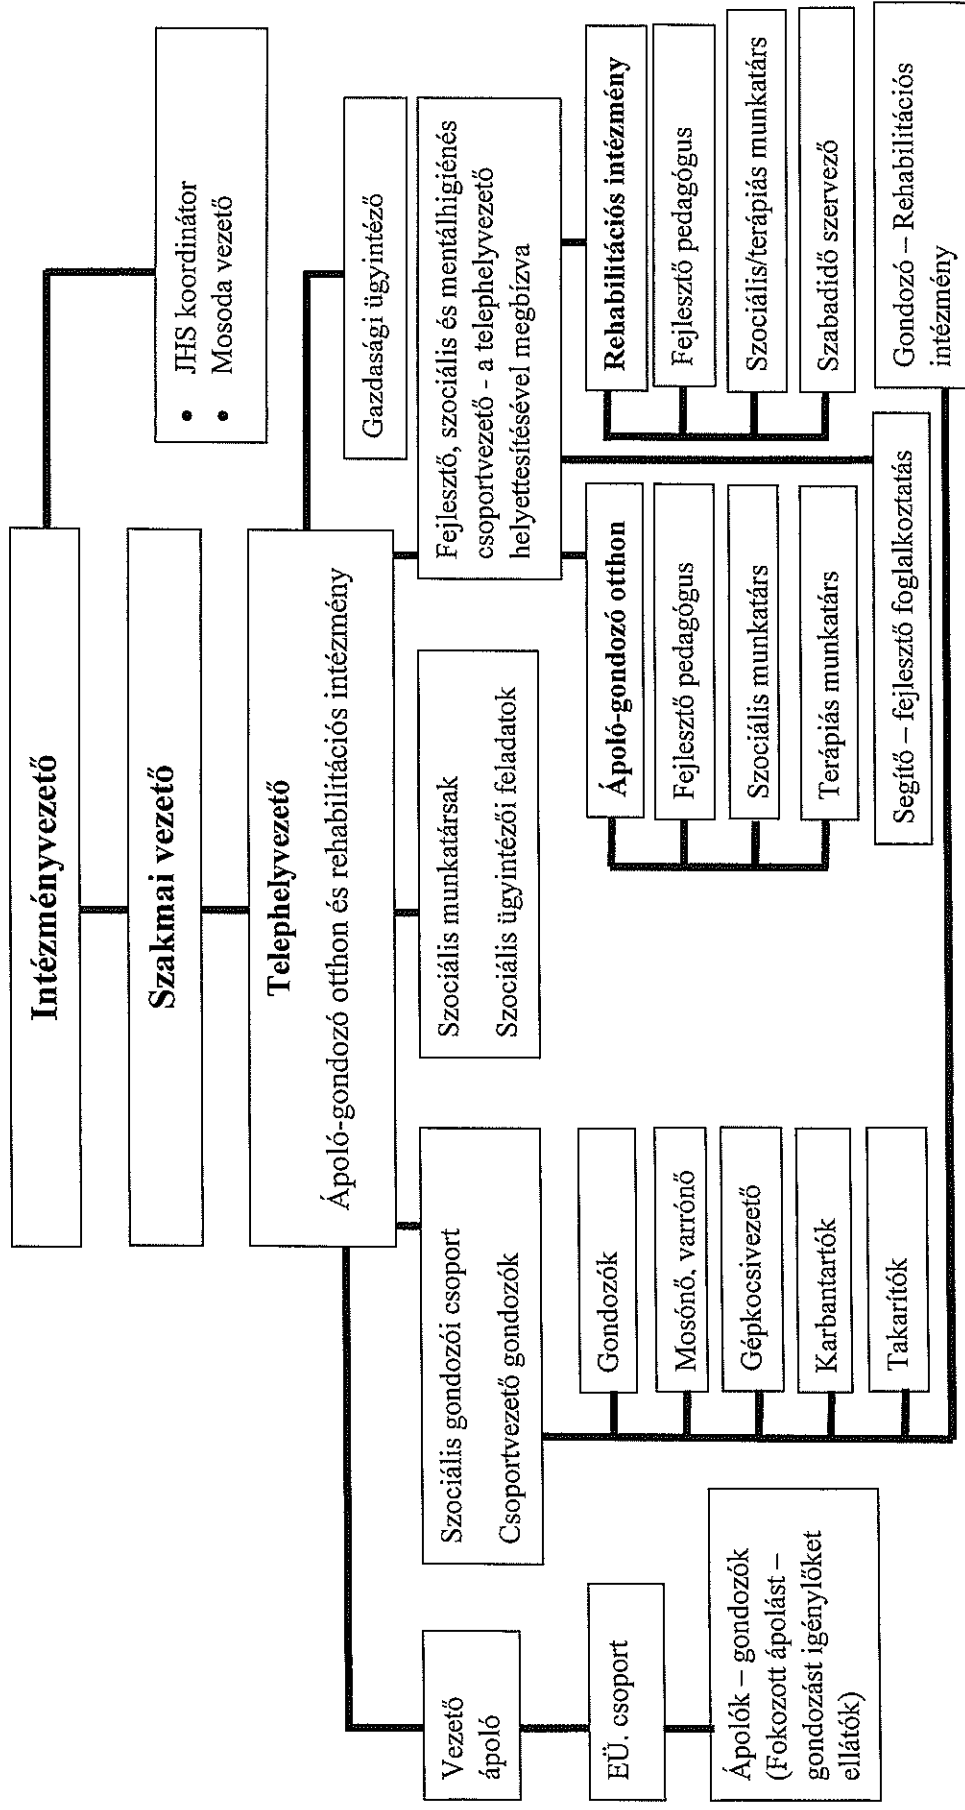 Intézményvezető
• JHS koordinátor
• Mosoda vezető
Szakmai vezető
Telephelyvezető
Ápoló-gondozó otthon és rehabilitációs intézmény
Gazdasági ügyintéző
Vezető
ápoló
Szociális gondozói csoport
Csoportvezető gondozók
Szociális munkatársak
Szociális ügyintézői feladatok
Fejlesztő, szociális és mentálhigiénés
csoportvezető - a telephelyvezető
helyettesítésével megbízva
EÜ. csoport
Ápolók – gondozók
(Fokozott ápolást –
gondozást igénylőket
ellátók)
Gondozók
Mosónő, varrónő
Gépkocsivezető
Karbantartók
Takarítók
Ápoló-gondozó otthon
Fejlesztő pedagógus
Szociális munkatárs
Terápiás munkatárs
Segítő – fejlesztő foglalkoztatás
Rehabilitációs intézmény
Fejlesztő pedagógus
Szociális/terápiás munkatárs
Szabadidő szervező
Gondozó – Rehabilitációs
intézmény